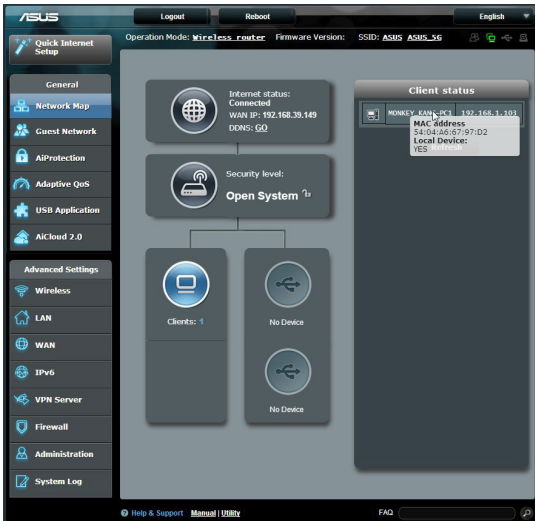 ASUS
Logout
Reboot
English
Quick Internet
Setup
Operation Mode: Wireless router Firmware Version: SSID: ASUS ASUS_5G
General
Network Map
Guest Network
AiProtection
Adaptive QoS
USB Application
AiCloud 2.0
Advanced Settings
Wireless
LAN
WAN
IPv6
VPN Server
Firewall
Administration
System Log
Internet status:
Connected
WAN IP: 192.168.39.149
DDNS: GO
Security level:
Open System
Clients: 1
No Device
No Device
Client status
MONKEY_KANG-PC1 192.168.1.103
MAC Address
54:04:A6:67:97:D2
Local Device:
YES
Help & Support Manual | Utility
FAQ